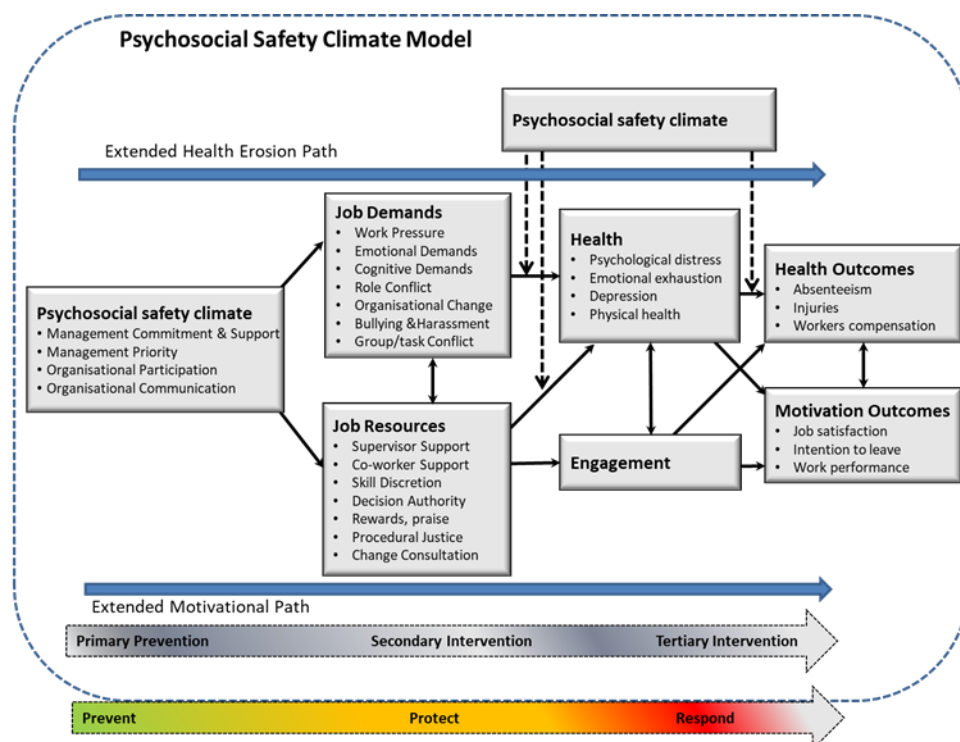 Psychosocial Safety Climate Model
Psychosocial safety climate
Extended Health Erosion Path
Job Demands
• Work Pressure
• Emotional Demands
• Cognitive Demands
• Role Conflict
• Organisational Change
• Bullying &Harassment
• Group/task Conflict
Health
• Psychological distress
• Emotional exhaustion
• Depression
• Physical health
Health Outcomes
• Absenteeism
• Injuries
• Workers compensation
Psychosocial safety climate
• Management Commitment & Support
• Management Priority
• Organisational Participation
• Organisational Communication
Job Resources
• Supervisor Support
• Co-worker Support
• Skill Discretion
• Decision Authority
• Rewards, praise
• Procedural Justice
• Change Consultation
Engagement
Motivation Outcomes
• Job satisfaction
• Intention to leave
• Work performance
Extended Motivational Path
Primary Prevention Secondary Intervention Tertiary Intervention
Prevent Protect Respond